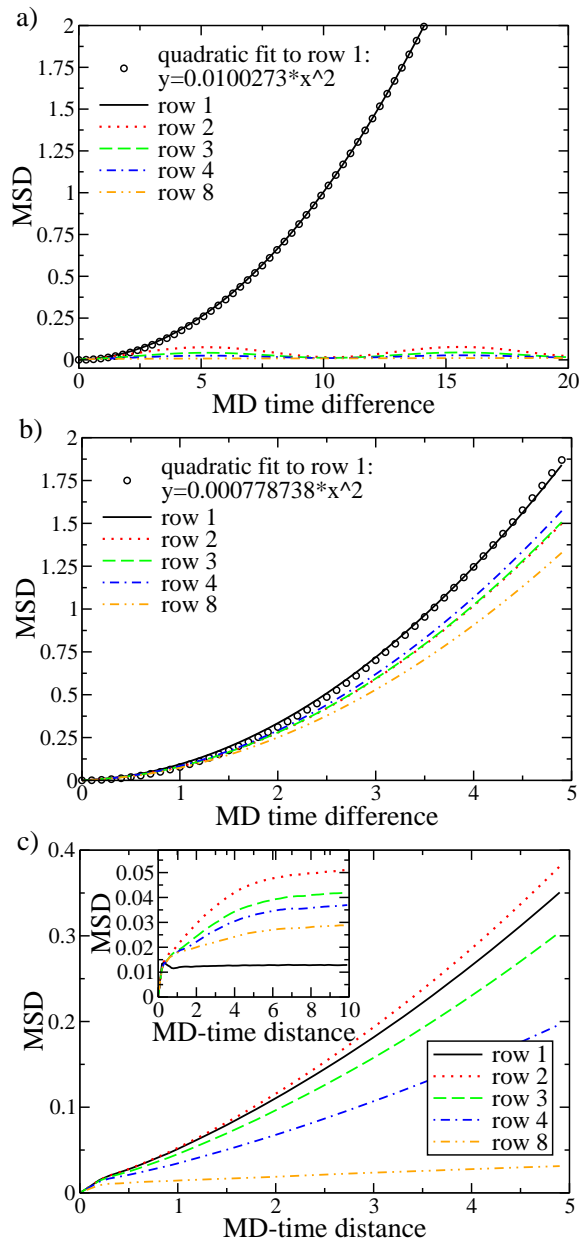 a)
2
1.75
1.5
1.25
1
0.75
0.5
0.25
0
MSD
quadratic fit to row 1:
y=0.0100273*x^2
row 1
row 2
row 3
row 4
row 8
0 5 10 15 20
MD time difference
b)
2
1.75
1.5
1.25
1
0.75
0.5
0.25
0
MSD
quadratic fit to row 1:
y=0.000778738*x^2
row 1
row 2
row 3
row 4
row 8
0 1 2 3 4 5
MD time difference
c)
0.4
0.3
0.2
0.1
0
MSD
0.05
0.04
0.03
0.02
0.01
0
MSD
0 2 4 6 8 10
MD-time distance
row 1
row 2
row 3
row 4
row 8
0 1 2 3 4 5
MD-time distance